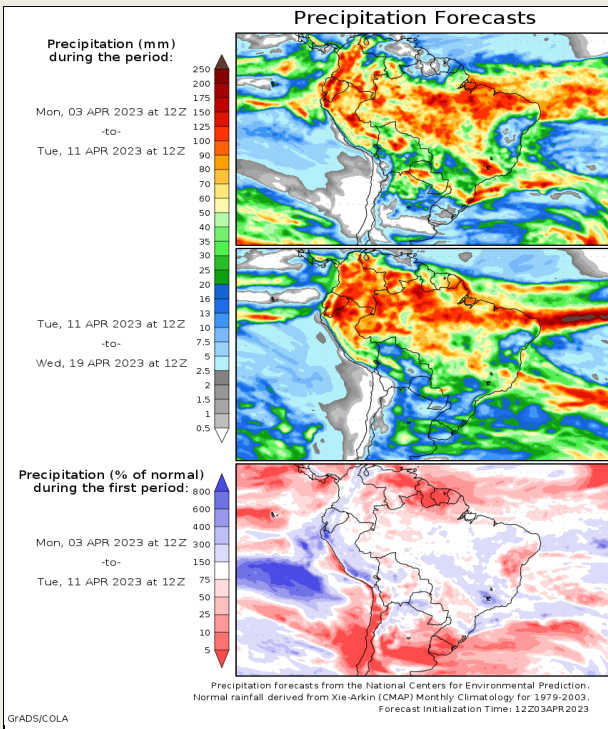 Precipitation Forecasts
Precipitation (mm)
during the period:
250
200
175
150
125
100
90
80
70
60
50
40
35
30
25
20
16
13
10
7.5
5
2.5
2
1.5
1
0.5
Mon, 03 APR 2023 at 12Z
-to-
Tue, 11 APR 2023 at 12Z
Tue, 11 APR 2023 at 12Z
-to-
Wed, 19 APR 2023 at 12Z
Precipitation (% of normal)
during the first period:
800
600
400
300
150
75
50
25
10
5
Mon, 03 APR 2023 at 12Z
-to-
Tue, 11 APR 2023 at 12Z
Precipitation forecasts from the National Centers for Environmental Prediction.
Normal rainfall derived from Xie-Arkin (CMAP) Monthly Climatology for 1979-2003.
Forecast Initialization Time: 12Z03APR2023
GrADS/COLA